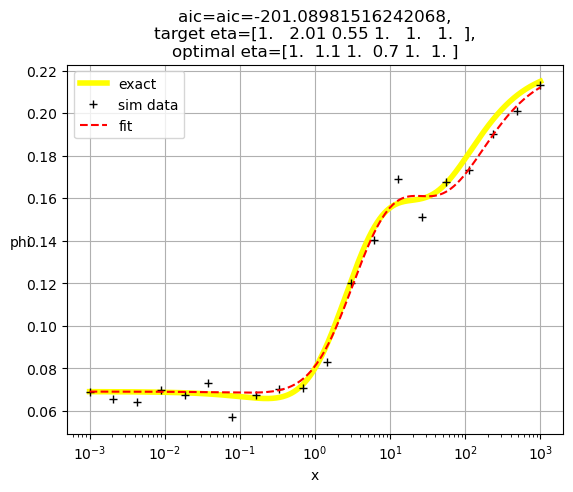 aic=aic=-201.08981516242068,
target eta=[1.   2.01 0.55 1.   1.   1.  ],
optimal eta=[1.  1.1 1.  0.7 1.  1. ]
exact
sim data
fit
0.22
0.20
0.18
0.16
0.14
0.12
0.10
0.08
0.06
phi
10⁻³
10⁻²
10⁻¹
10⁰
10¹
10²
10³
x